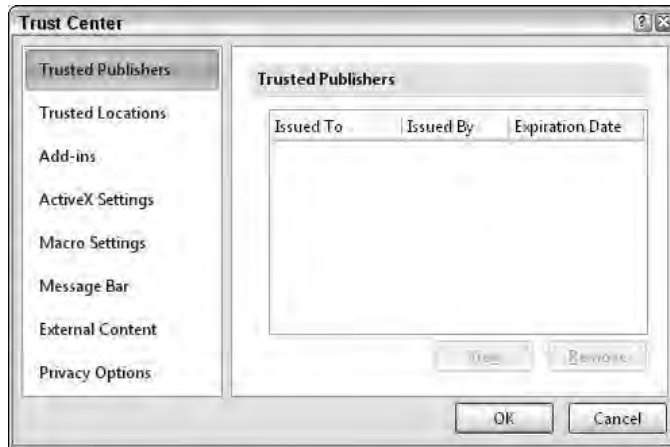 Trust Center
Trusted Publishers
Trusted Locations
Add-ins
ActiveX Settings
Macro Settings
Message Bar
External Content
Privacy Options
Trusted Publishers
Issued To Issued By Expiration Date
View Remove
OK Cancel